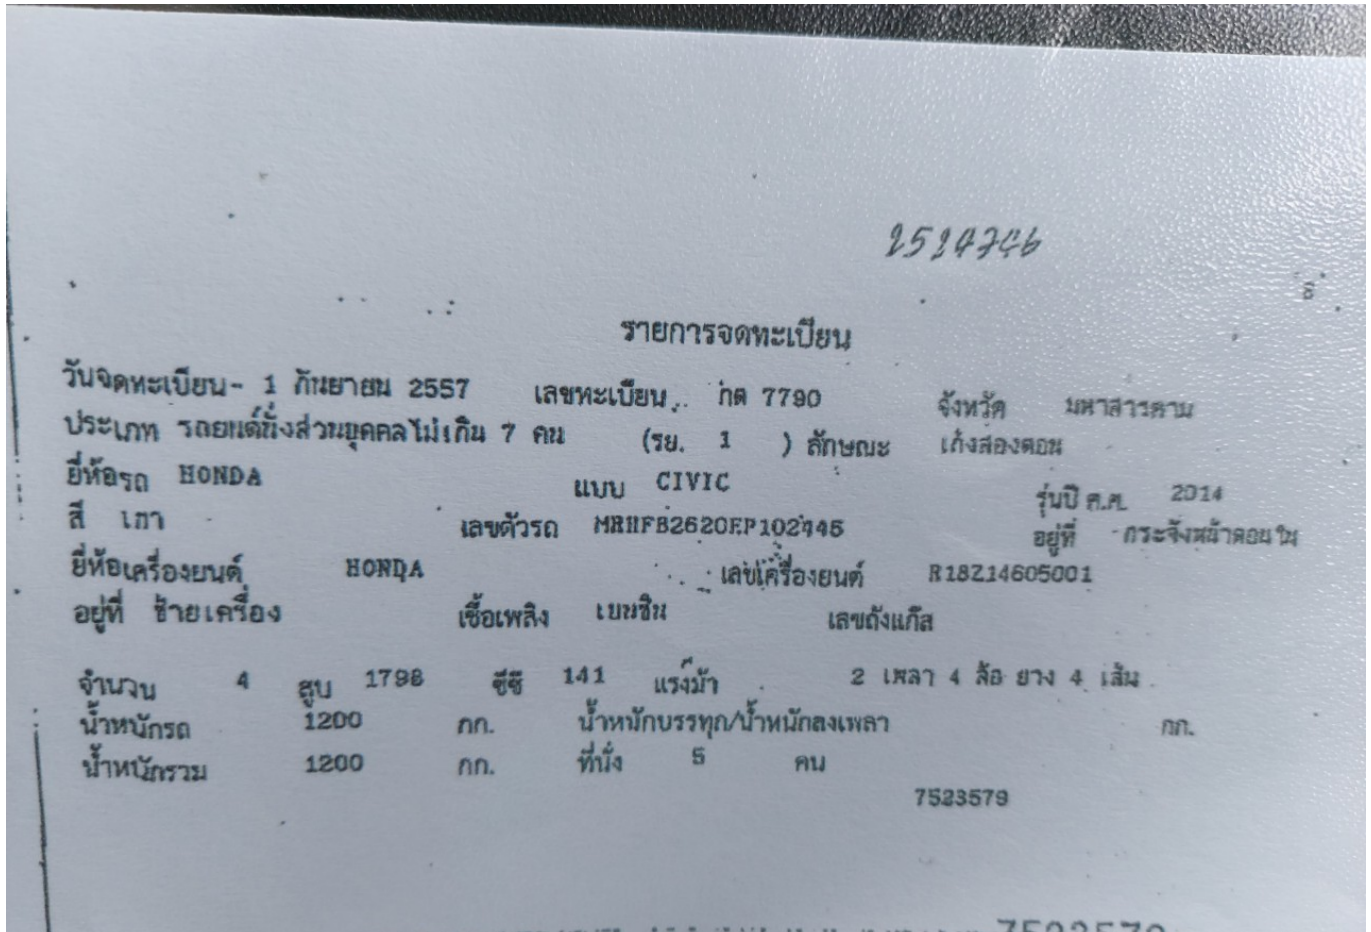 รายการจดทะเบียน
วันจดทะเบียน- 1 กันยายน 2557 เลขทะเบียน กต 7790 จังหวัด มหาสารคาม
ประเภท รถยนต์นั่งส่วนบุคคลไม่เกิน 7 คน (รย. 1 ) ลักษณะ เก๋งสองตอน
ยี่ห้อรถ HONDA แบบ CIVIC รุ่นปี ค.ศ. 2014
สี เทา เลขตัวรถ MRHFB2620EP102445 อยู่ที่ กระจังหน้าตอนใน
ยี่ห้อเครื่องยนต์ HONDA เลขเครื่องยนต์ R18Z14605001
อยู่ที่ ซ้ายเครื่อง เชื้อเพลิง เบนซิน เลขถังแก๊ส
จำนวน 4 สูบ 1798 ซีซี 141 แรงม้า 2 เพลา 4 ล้อ ยาง 4 เส้น
น้ำหนักรถ 1200 กก. น้ำหนักบรรทุก/น้ำหนักลงเพลา กก.
น้ำหนักรวม 1200 กก. ที่นั่ง 5 คน
7523579